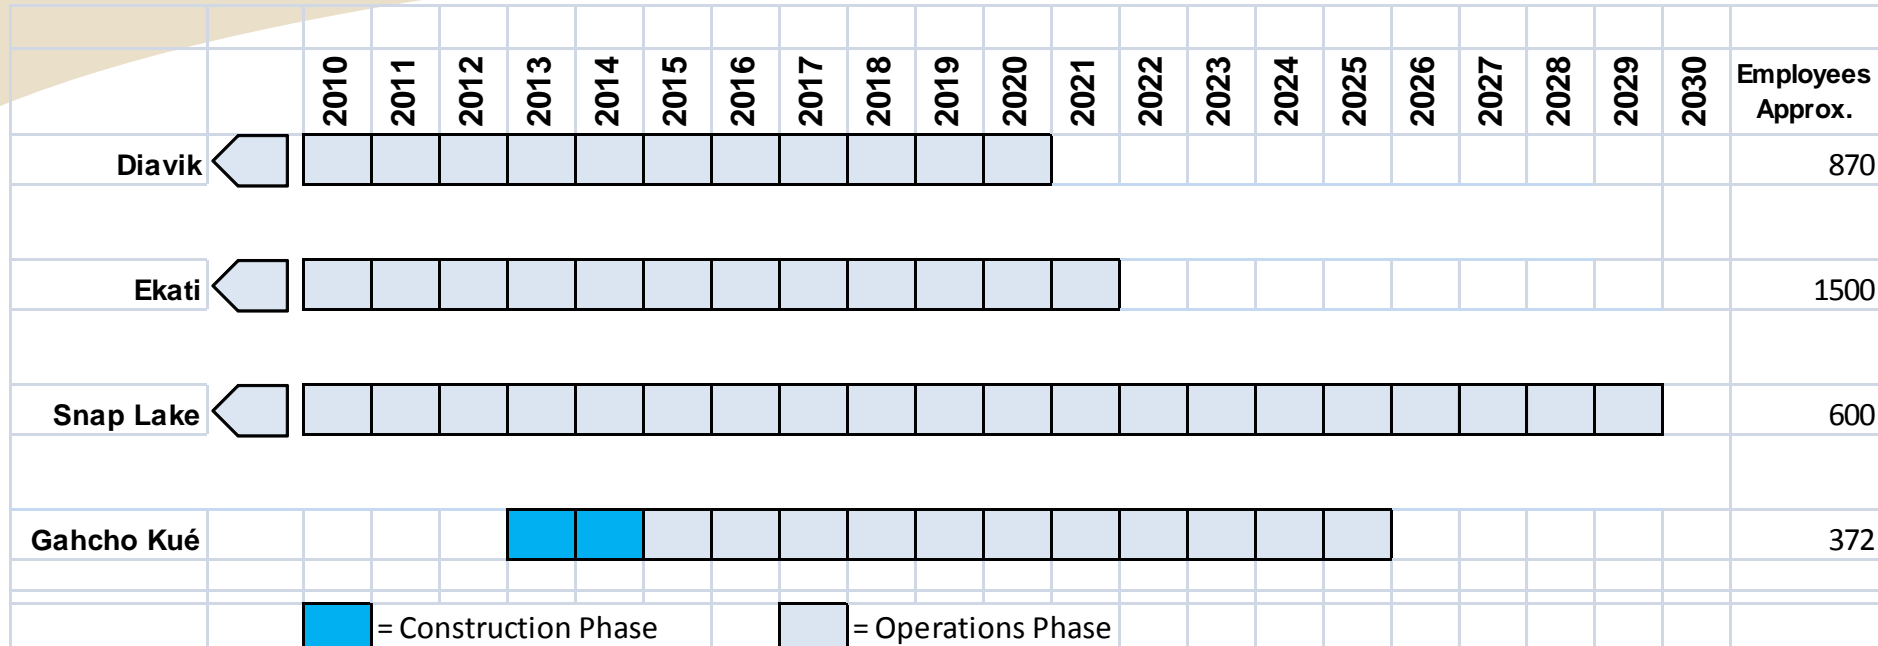 2010 2011 2012 2013 2014 2015 2016 2017 2018 2019 2020 2021 2022 2023 2024 2025 2026 2027 2028 2029 2030 Employees
Approx.
Diavik 870
Ekati 1500
Snap Lake 600
Gahcho Kué 372
= Construction Phase = Operations Phase